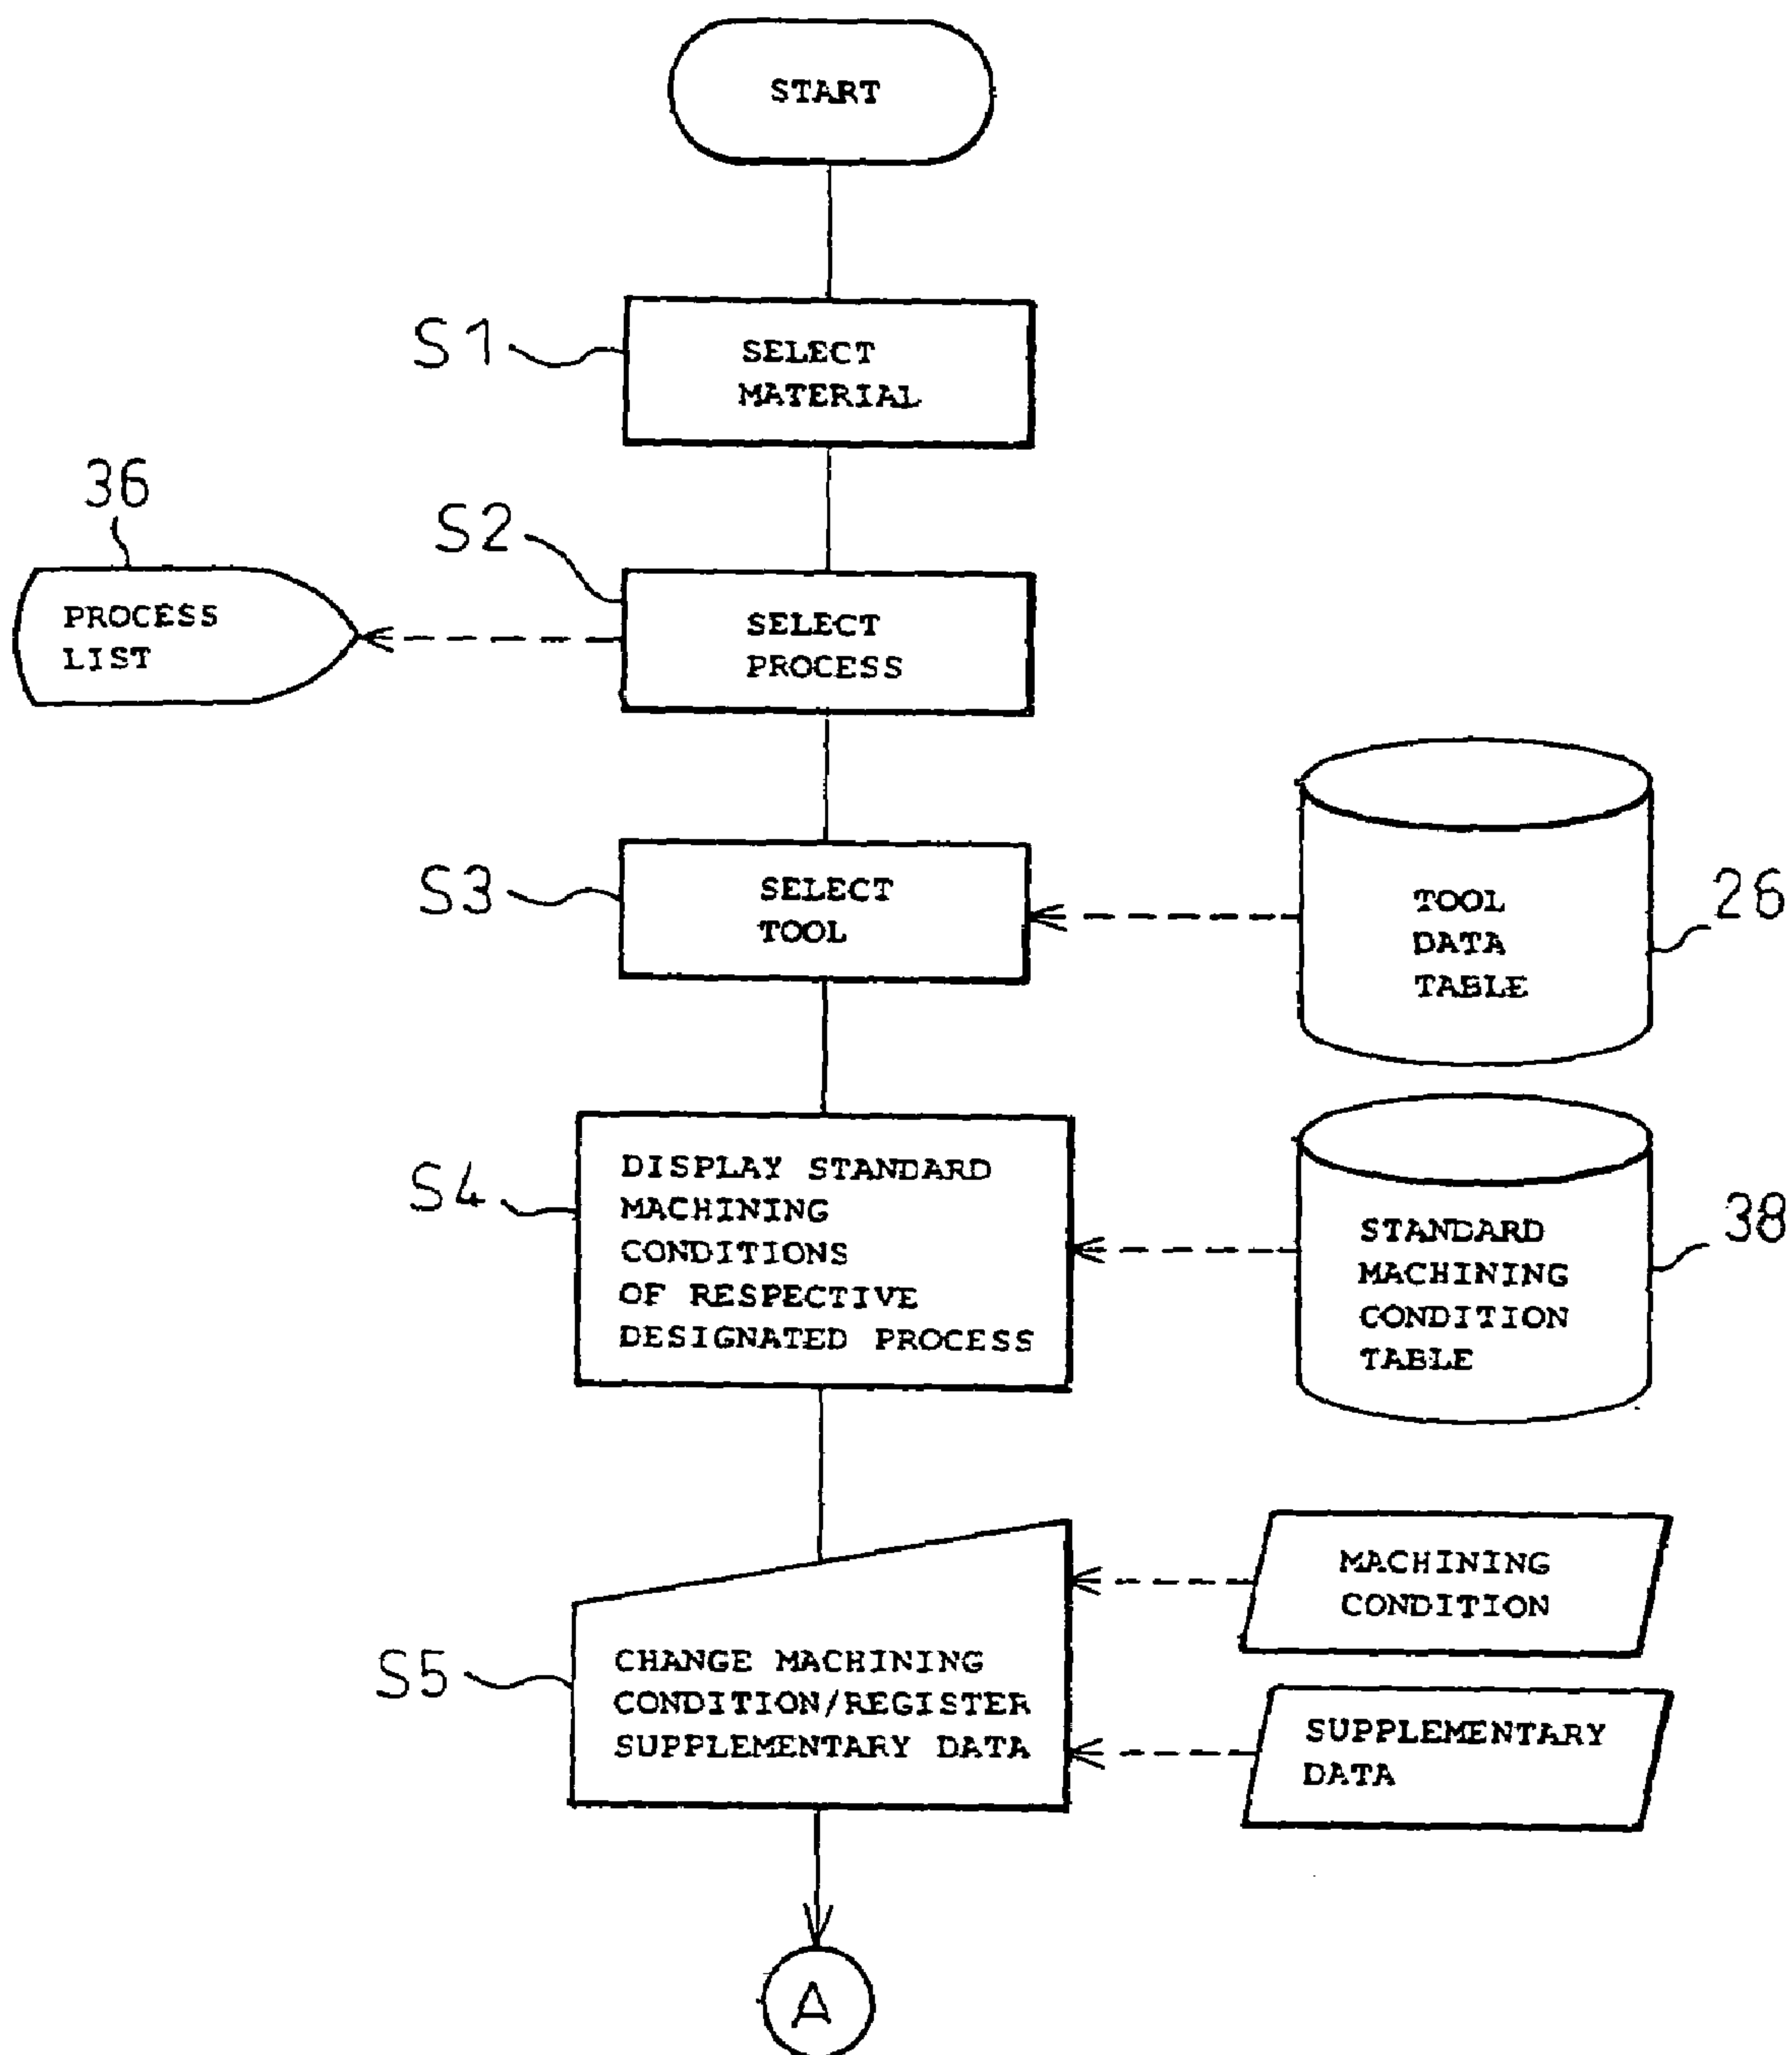 START
S1
SELECT
MATERIAL
36
S2
PROCESS
LIST
SELECT
PROCESS
S3
SELECT
TOOL
26
TOOL
DATA
TABLE
S4
DISPLAY STANDARD
MACHINING
CONDITIONS
OF RESPECTIVE
DESIGNATED PROCESS
38
STANDARD
MACHINING
CONDITION
TABLE
MACHINING
CONDITION
S5
CHANGE MACHINING
CONDITION/REGISTER
SUPPLEMENTARY DATA
SUPPLEMENTARY
DATA
A